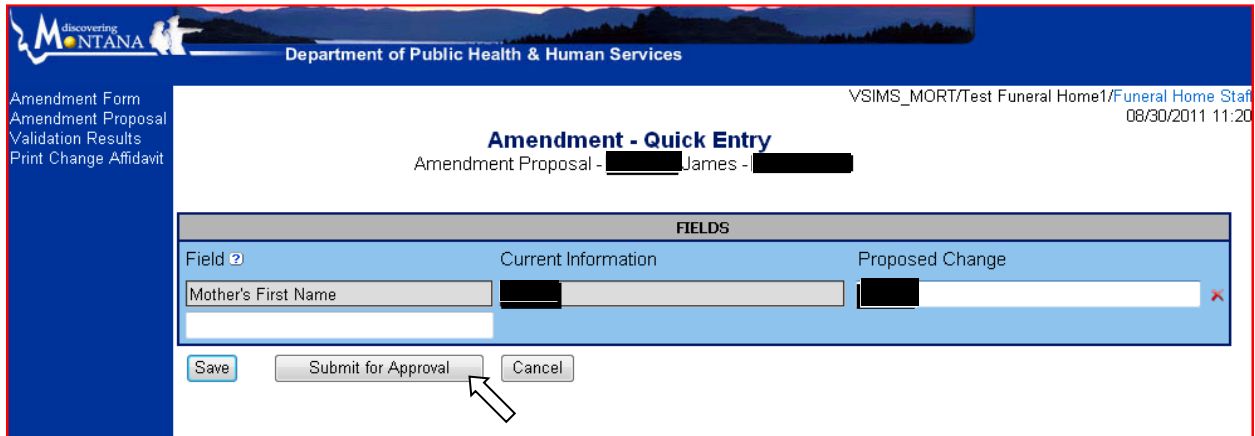 discovering
MONTANA
Department of Public Health & Human Services
Amendment Form
Amendment Proposal
Validation Results
Print Change Affidavit
VSIMS_MORT/Test Funeral Home1/Funeral Home Staff
08/30/2011 11:20
Amendment - Quick Entry
Amendment Proposal - James -
FIELDS
Field ? Current Information Proposed Change
Mother's First Name
Save Submit for Approval Cancel